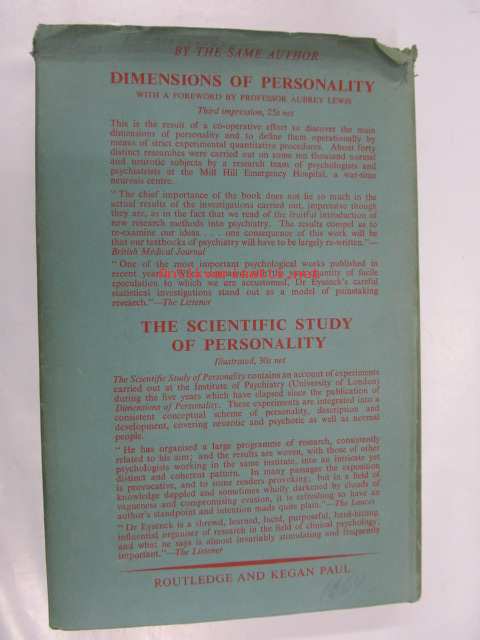 BY THE SAME AUTHOR
DIMENSIONS OF PERSONALITY
WITH A FOREWORD BY PROFESSOR AUBREY LEWIS
Third impression, 25s net
This is the result of a co-operative effort to discover the main
dimensions of personality and to define them operationally by
means of strict experimental quantitative procedures. About forty
distinct researches were carried out on some ten thousand normal
and neurotic subjects by a research team of psychologists and
psychiatrists at the Mill Hill Emergency Hospital, a war-time
neurosis centre.
"The chief importance of the book does not lie so much in the
actual results of the investigations carried out, impressive though
they are, as in the fact that we read of the fruitful introduction of
new research methods into psychiatry. The results compel us to
re-examine our ideas . . . one consequence of this work will be
that our textbooks of psychiatry will have to be largely re-written."—
British Medical Journal
"One of the most important psychological works published in
recent years. In comparison with the vast quantity of facile
speculation to which we are accustomed, Dr Eysenck's careful
statistical investigations stand out as a model of painstaking
research."—The Listener
THE SCIENTIFIC STUDY
OF PERSONALITY
Illustrated, 30s net
The Scientific Study of Personality contains an account of experiments
carried out at the Institute of Psychiatry (University of London)
during the five years which have elapsed since the publication of
Dimensions of Personality. These experiments are integrated into a
consistent conceptual scheme of personality, description and
development, covering neurotic and psychotic as well as normal
people.
"He has organised a large programme of research, consistently
related to his aim; and the results are woven, with those of other
psychologists working in the same institute, into an intricate yet
distinct and coherent pattern. In many passages the exposition
is provocative, and to some readers provoking; but in a field of
knowledge dappled and sometimes wholly darkened by clouds of
vagueness and compromising evasion, it is refreshing to have an
author's standpoint and intention made quite plain."—The Lancet
"Dr Eysenck is a shrewd, learned, lucid, purposeful, hard-hitting
influential organiser of research in the field of clinical psychology,
and what he says is almost invariably stimulating and frequently
important."—The Listener
ROUTLEDGE AND KEGAN PAUL